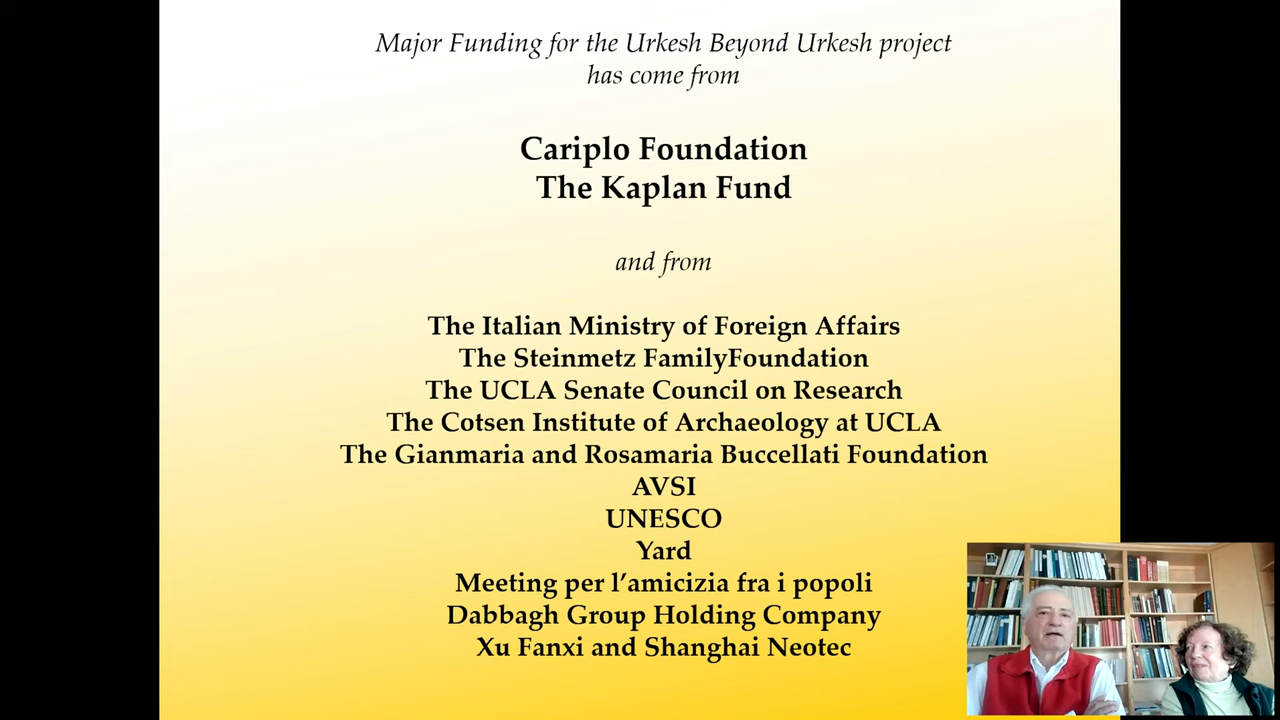 Major Funding for the Urkesh Beyond Urkesh project
has come from
Cariplo Foundation
The Kaplan Fund
and from
The Italian Ministry of Foreign Affairs
The Steinmetz FamilyFoundation
The UCLA Senate Council on Research
The Cotsen Institute of Archaeology at UCLA
The Gianmaria and Rosamaria Buccellati Foundation
AVSI
UNESCO
Yard
Meeting per l’amicizia fra i popoli
Dabbagh Group Holding Company
Xu Fanxi and Shanghai Neotec